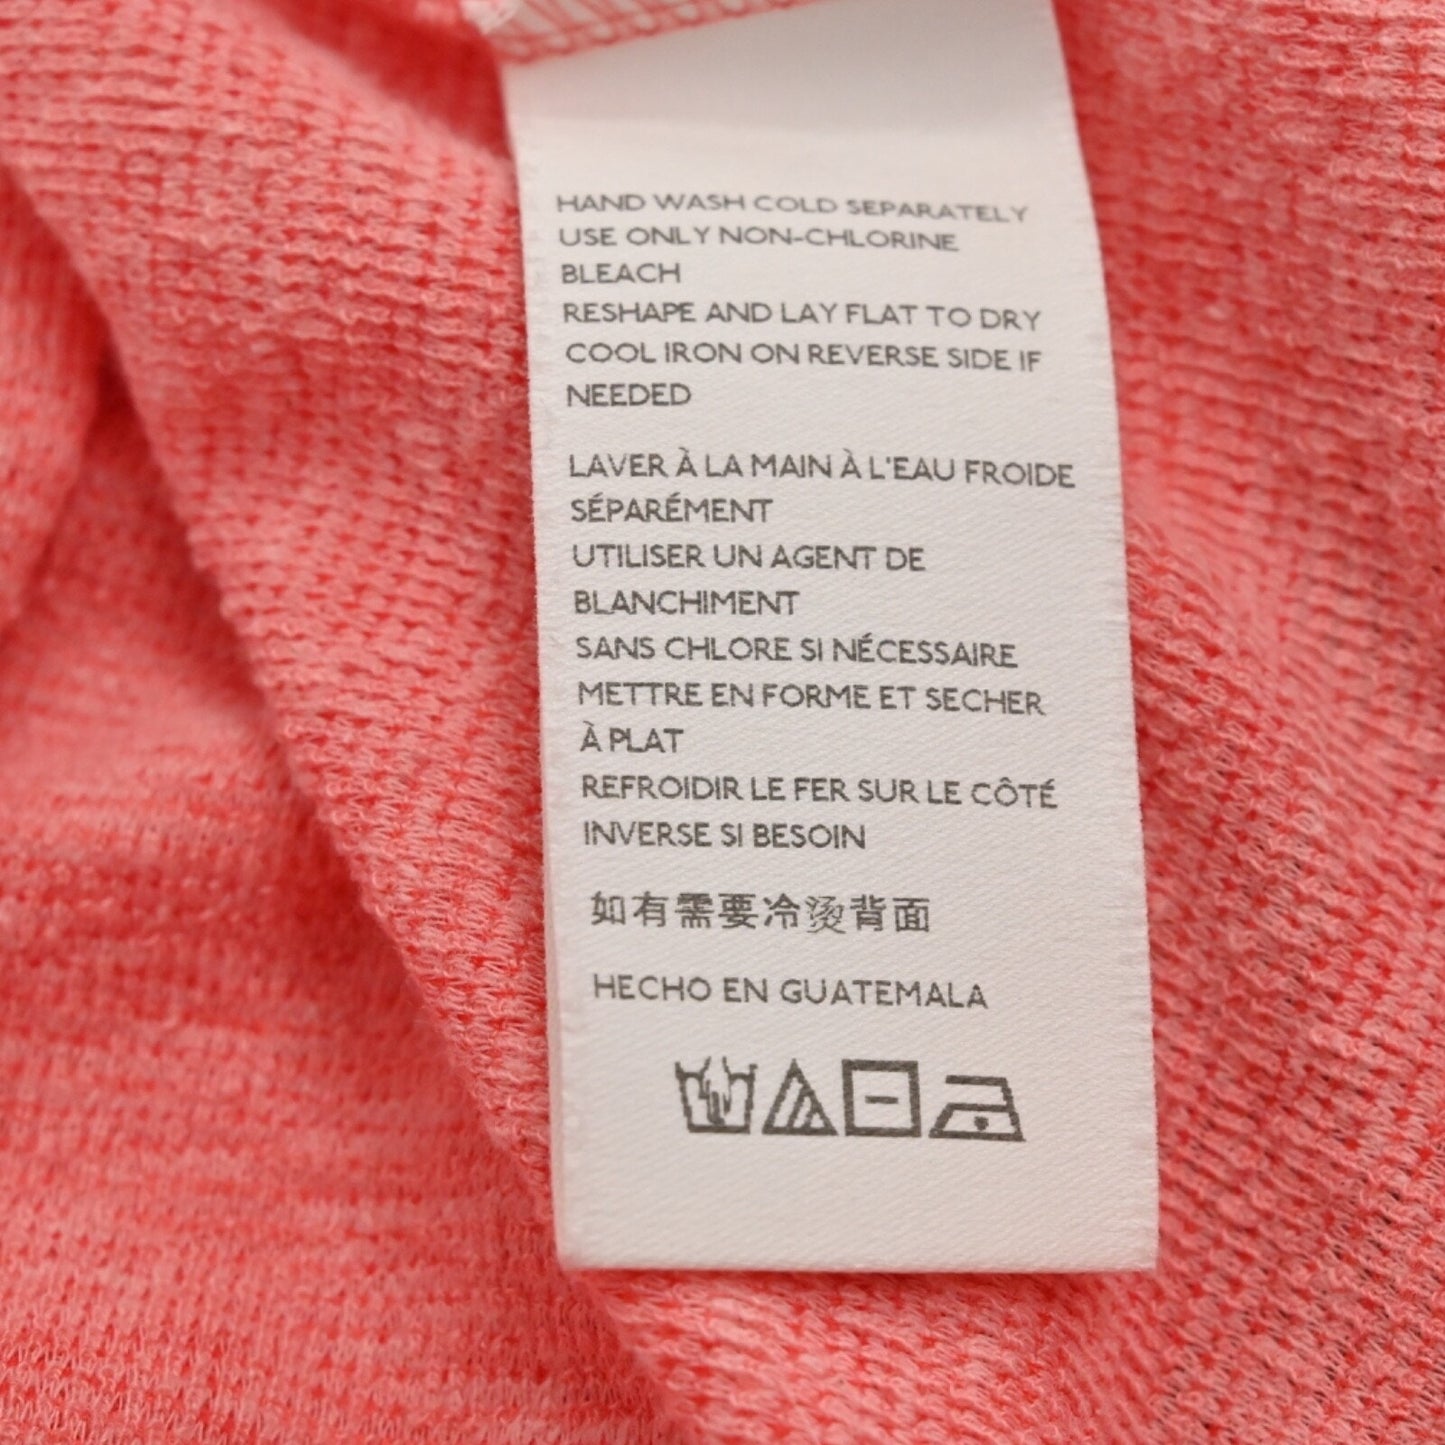 HAND WASH COLD SEPARATELY
USE ONLY NON-CHLORINE
BLEACH
RESHAPE AND LAY FLAT TO DRY
COOL IRON ON REVERSE SIDE IF
NEEDED
LAVER À LA MAIN À L'EAU FROIDE
SÉPARÉMENT
UTILISER UN AGENT DE
BLANCHIMENT
SANS CHLORE SI NÉCESSAIRE
METTRE EN FORME ET SECHER
À PLAT
REFROIDIR LE FER SUR LE CÔTÉ
INVERSE SI BESOIN
如有需要冷烫背面
HECHO EN GUATEMALA